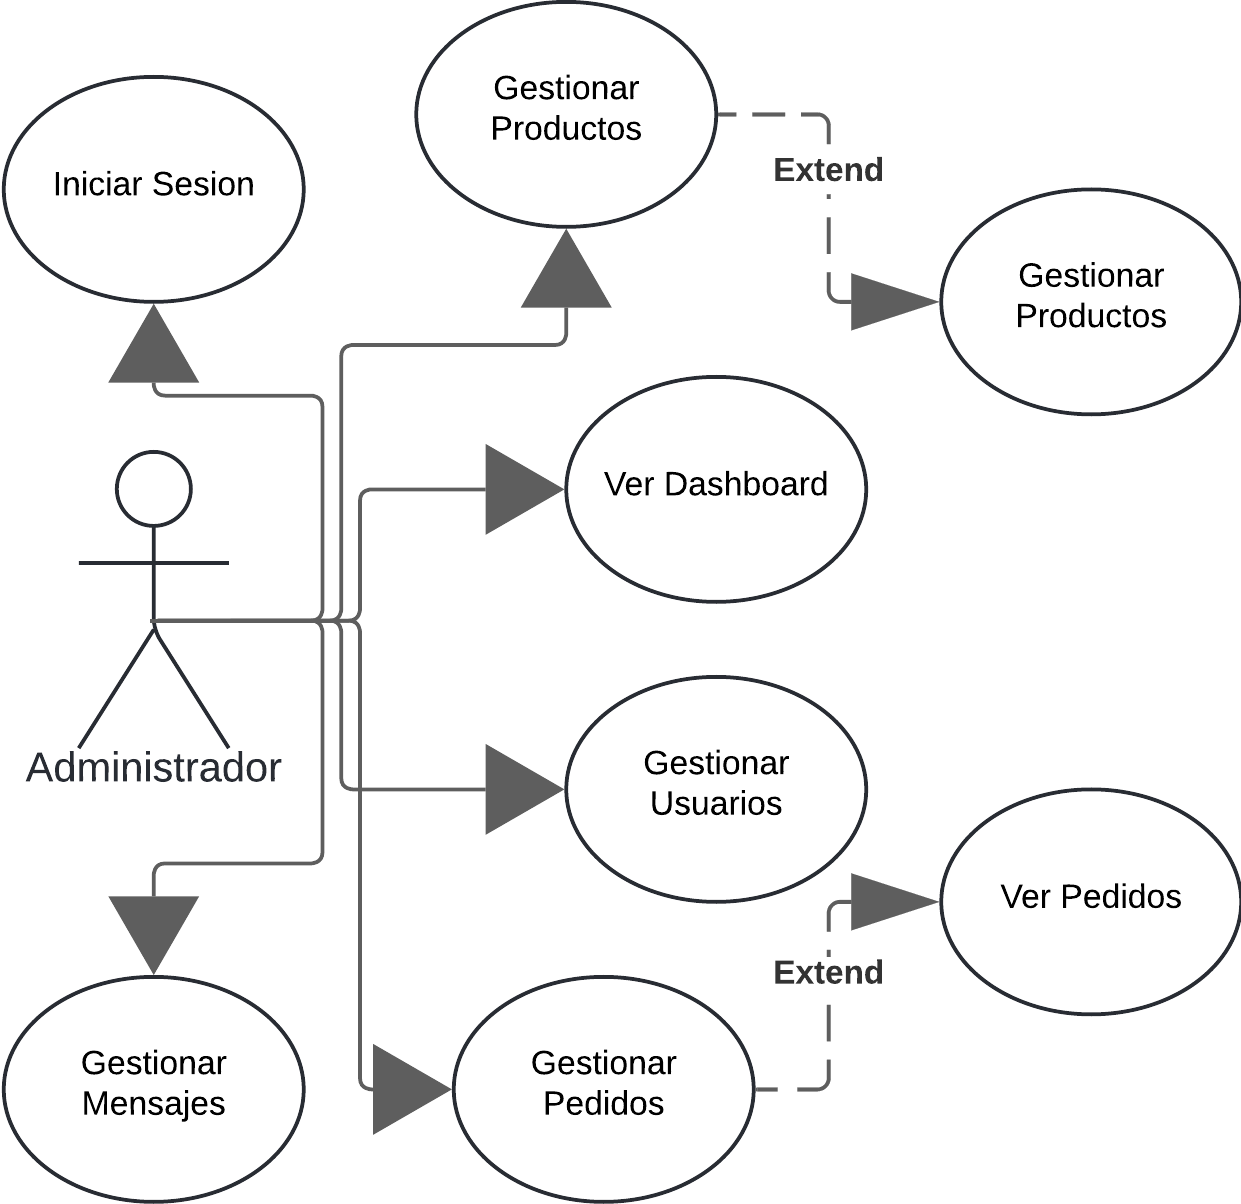 Gestionar
Productos
Iniciar Sesion
Extend
Gestionar
Productos
Ver Dashboard
Administrador
Gestionar
Usuarios
Ver Pedidos
Extend
Gestionar
Mensajes
Gestionar
Pedidos